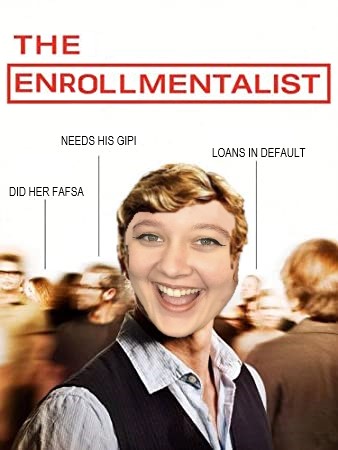 THE
ENROLLMENTALIST
NEEDS HIS GIPI
LOANS IN DEFAULT
DID HER FAFSA